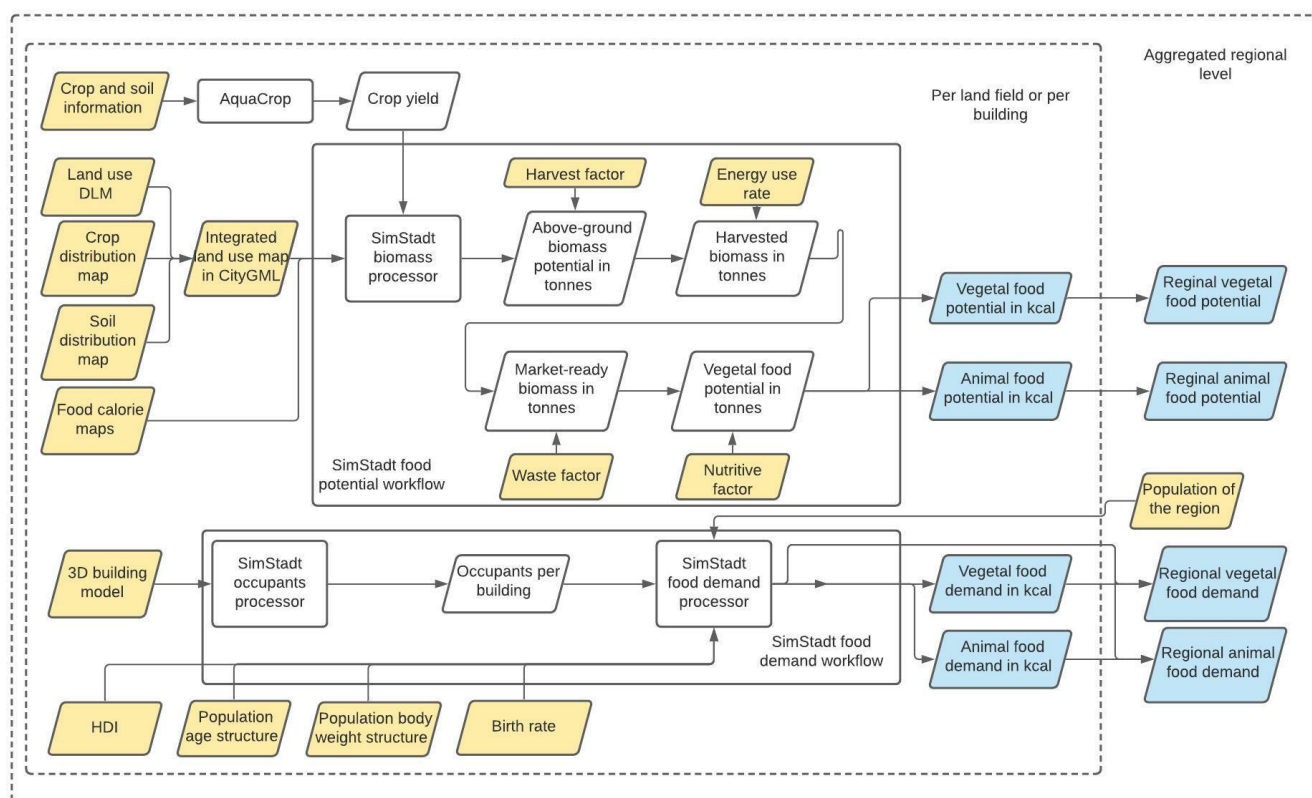 Aggregated regional
level
Crop and soil
information
AquaCrop
Crop yield
Per land field or per
building
Land use
DLM
Crop
distribution
map
Soil
distribution
map
Food calorie
maps
Integrated
land use map
in CityGML
SimStadt
biomass
processor
Harvest factor
Above-ground
biomass
potential in
tonnes
Energy use
rate
Harvested
biomass in
tonnes
Market-ready
biomass in
tonnes
Vegetal food
potential in
tonnes
Waste factor
Nutritive
factor
SimStadt food
potential workflow
Vegetal food
potential in kcal
Reginal vegetal
food potential
Animal food
potential in kcal
Reginal animal
food potential
Population of
the region
3D building
model
SimStadt
occupants
processor
Occupants per
building
SimStadt
food demand
processor
SimStadt food
demand workflow
Vegetal food
demand in kcal
Regional vegetal
food demand
Animal food
demand in kcal
Regional animal
food demand
HDI
Population
age structure
Population body
weight structure
Birth rate